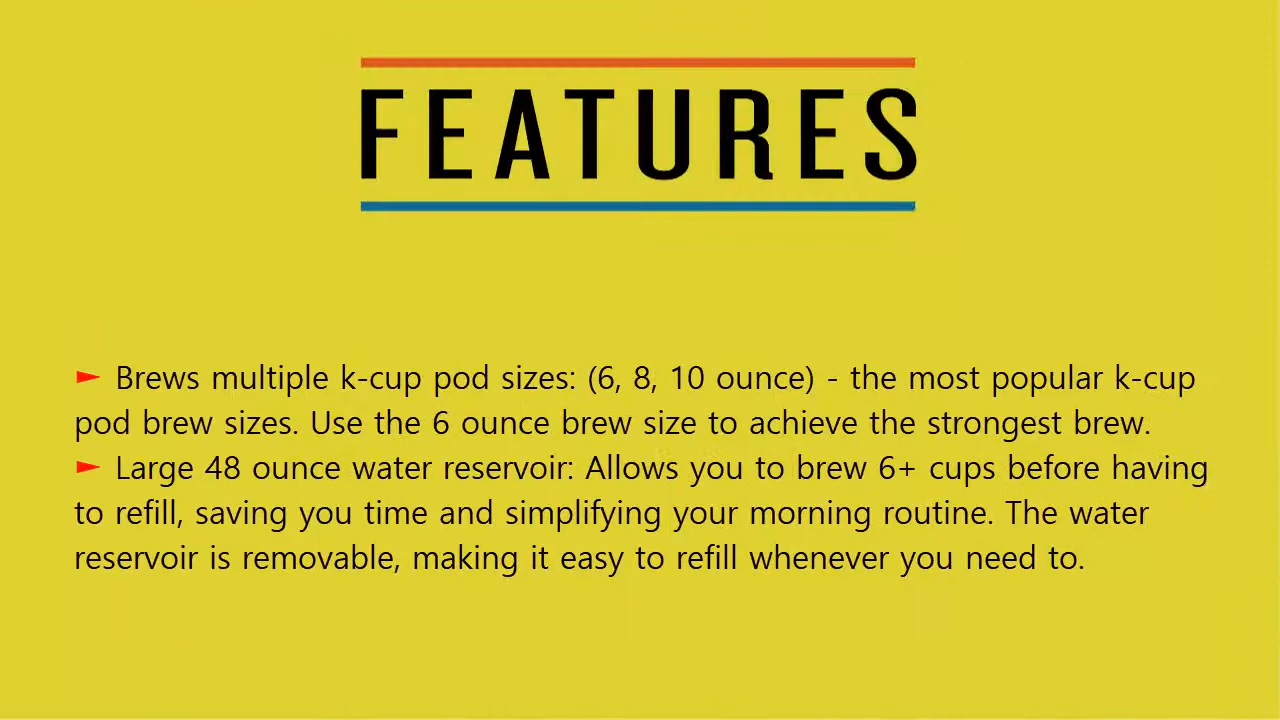 FEATURES
► Brews multiple k-cup pod sizes: (6, 8, 10 ounce) - the most popular k-cup
pod brew sizes. Use the 6 ounce brew size to achieve the strongest brew.
► Large 48 ounce water reservoir: Allows you to brew 6+ cups before having
to refill, saving you time and simplifying your morning routine. The water
reservoir is removable, making it easy to refill whenever you need to.